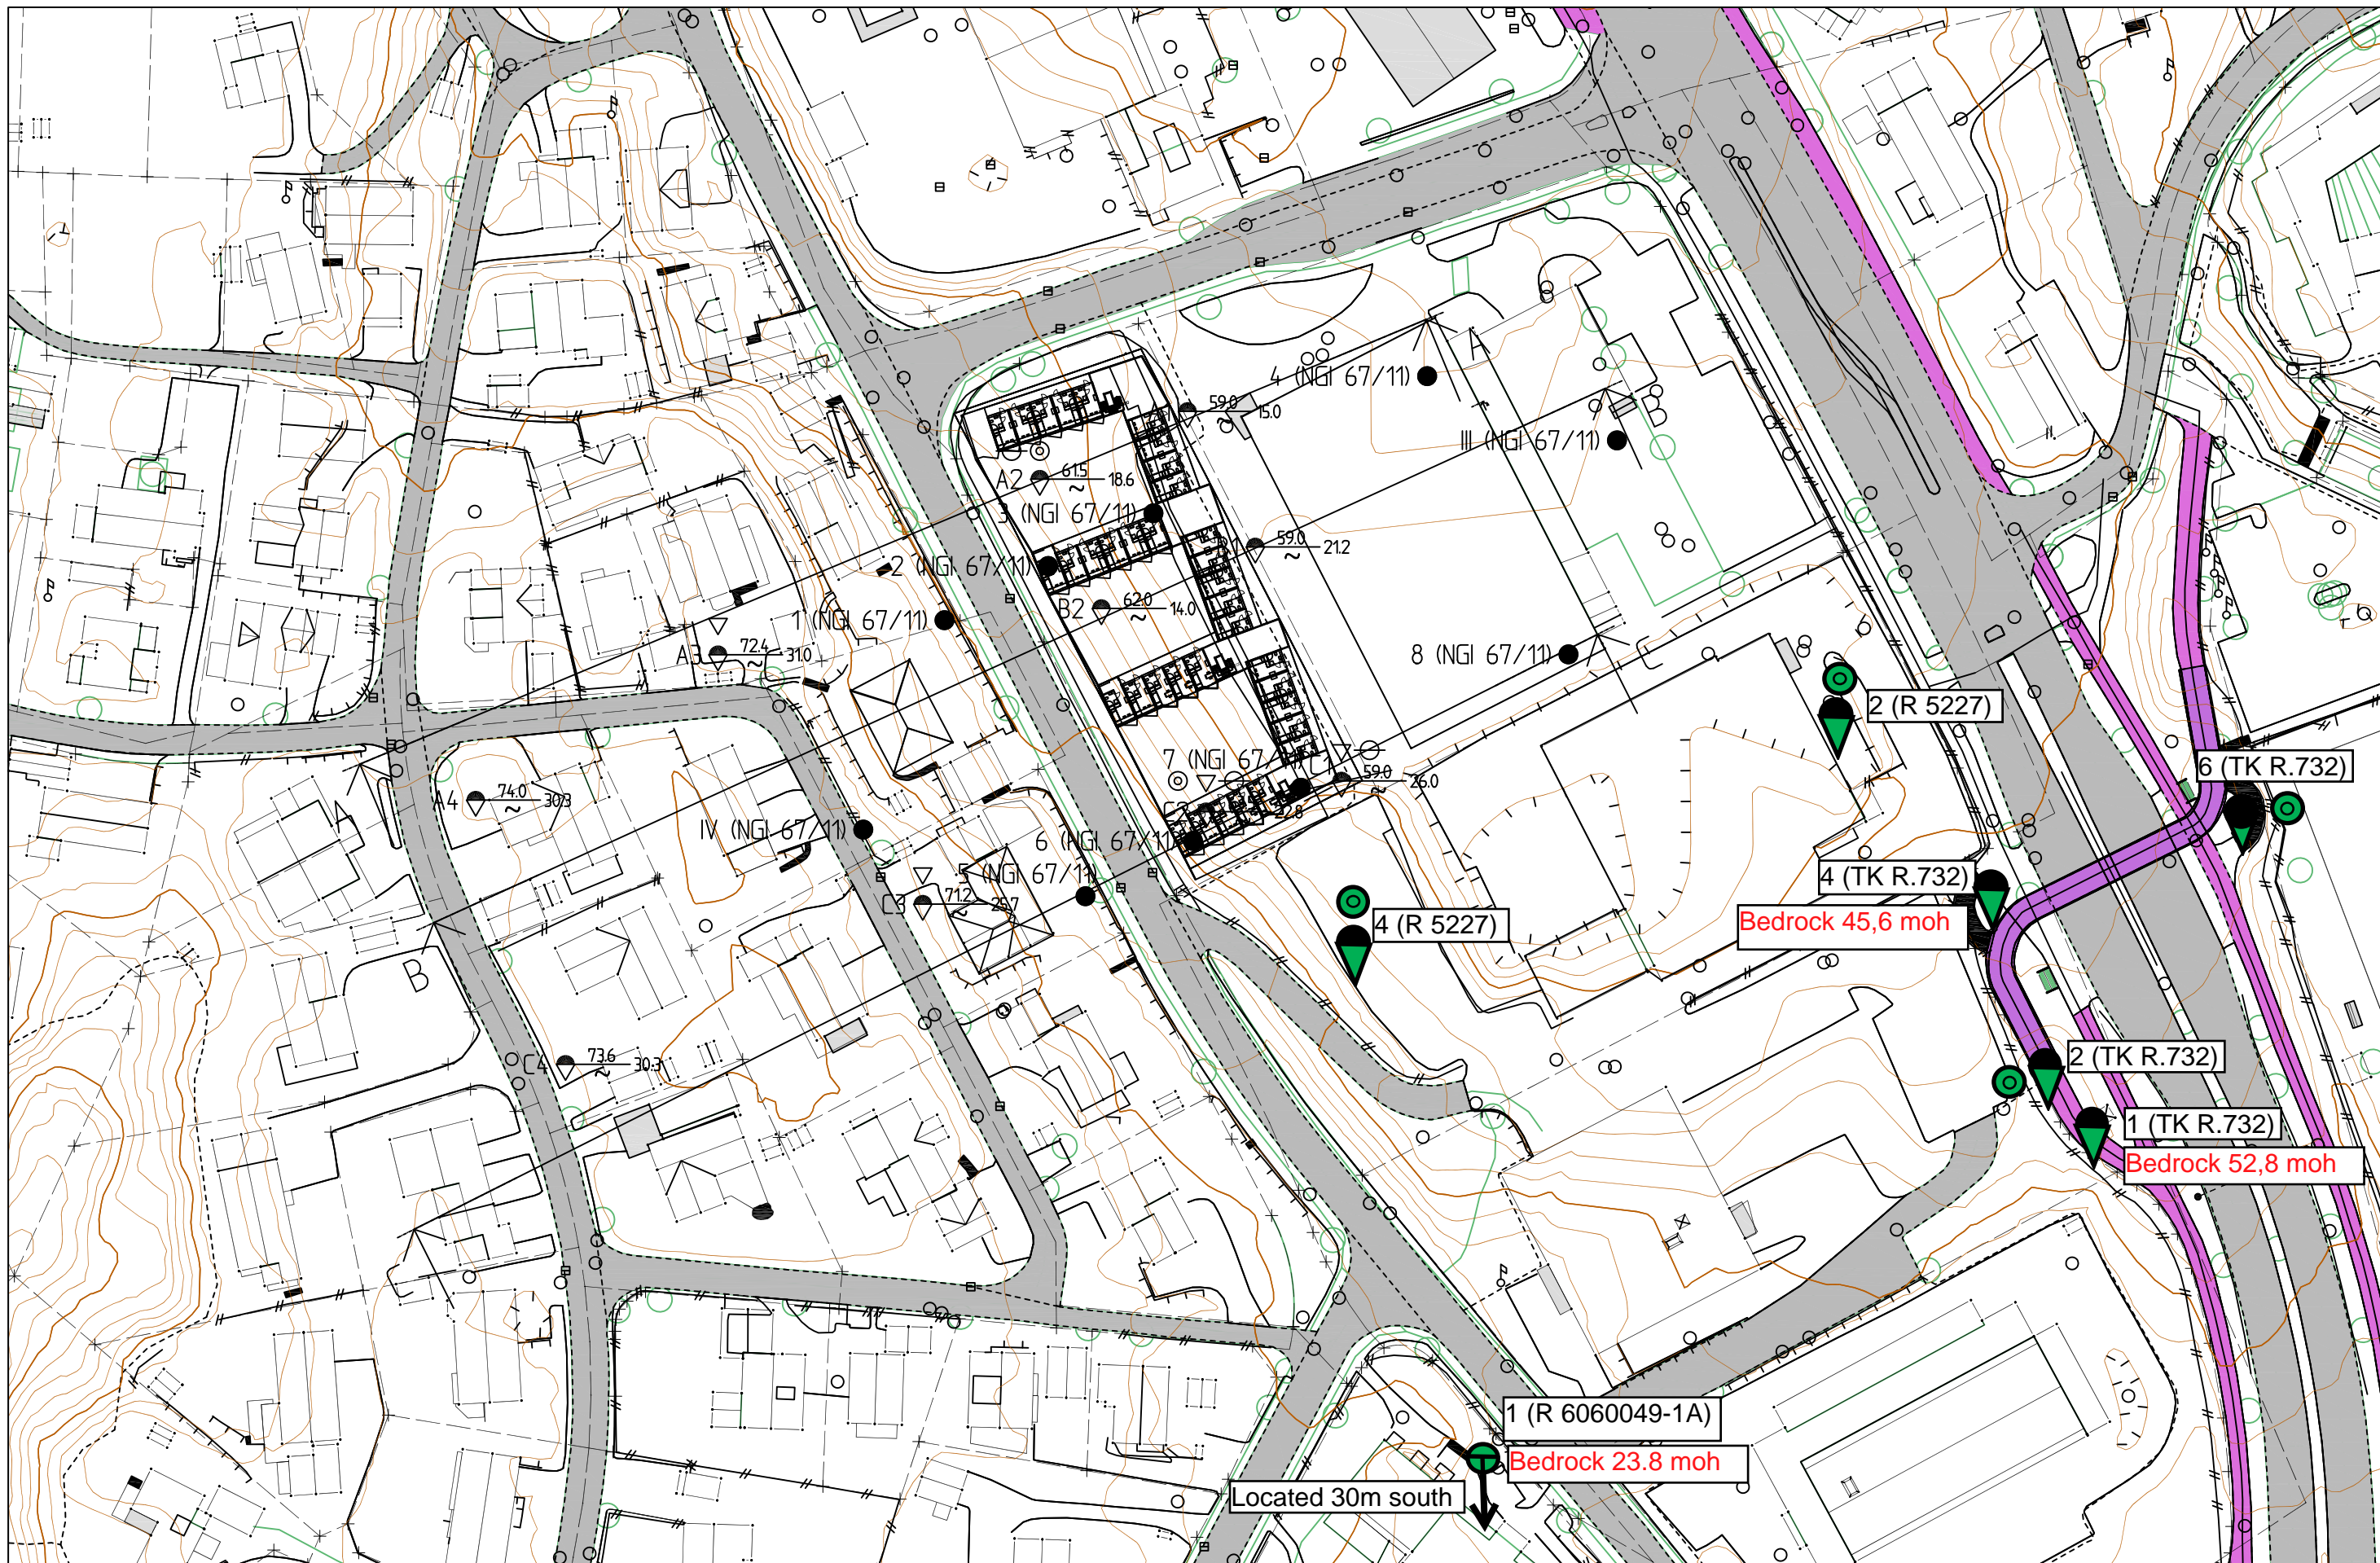 A
4 (NGI 67/11)
59.0
15.0
III (NGI 67/11)
A2
61.5
~
18.6
3 (NGI 67/11)
59.0
~
21.2
2 (NGI 67/11)
B2
62.0
~
14.0
1 (NGI 67/11)
A3
72.4
~
31.0
8 (NGI 67/11)
2 (R 5227)
6 (TK R.732)
7 (NGI 67/11)
C1
59.0
~
26.0
A4
74.0
~
30.3
22.8
IV (NGI 67/11)
6 (NGI 67/11)
5 (NGI 67/11)
C3
71.2
~
25.7
4 (TK R.732)
Bedrock 45,6 moh
4 (R 5227)
B
C4
73.6
~
30.3
2 (TK R.732)
1 (TK R.732)
Bedrock 52,8 moh
1 (R 6060049-1A)
Bedrock 23.8 moh
Located 30m south